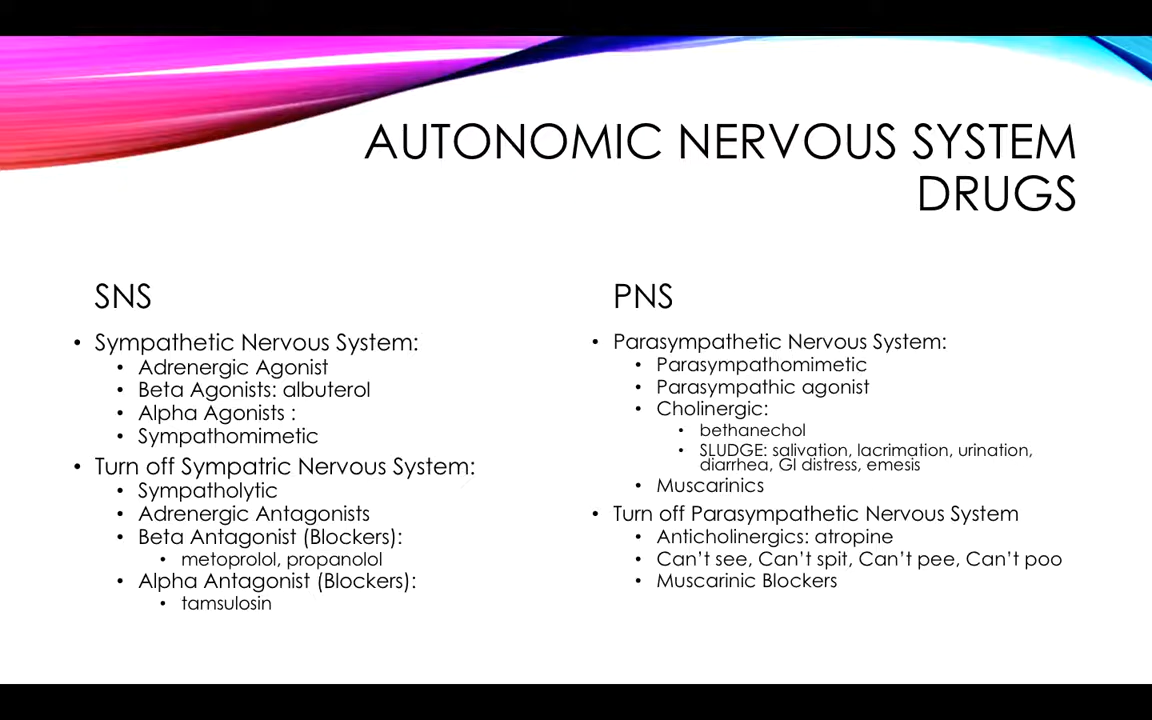 AUTONOMIC NERVOUS SYSTEM
DRUGS
SNS
• Sympathetic Nervous System:
• Adrenergic Agonist
• Beta Agonists: albuterol
• Alpha Agonists :
• Sympathomimetic
• Turn off Sympatric Nervous System:
• Sympatholytic
• Adrenergic Antagonists
• Beta Antagonist (Blockers):
• metoprolol, propanolol
• Alpha Antagonist (Blockers):
• tamsulosin
PNS
• Parasympathetic Nervous System:
• Parasympathomimetic
• Parasympathic agonist
• Cholinergic:
• bethanechol
• SLUDGE: salivation, lacrimation, urination,
diarrhea, GI distress, emesis
• Muscarinics
• Turn off Parasympathetic Nervous System
• Anticholinergics: atropine
• Can't see, Can't spit, Can't pee, Can't poo
• Muscarinic Blockers